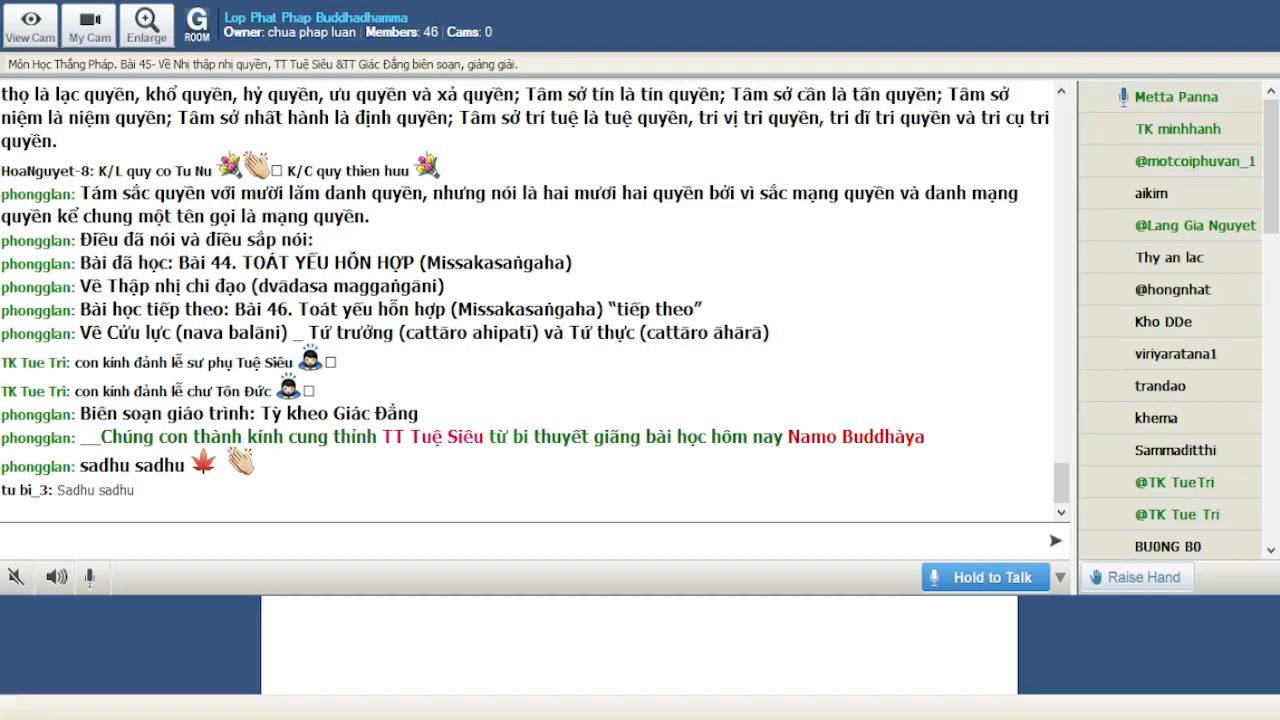 View Cam
My Cam
Enlarge
G
ROOM
Lop Phat Phap Buddhadhamma
Owner: chua phap luan | Members: 46 | Cams: 0
Môn Học Thắng Pháp. Bài 45- Về Nhị thập nhị quyền, TT Tuệ Siêu &TT Giác Đẳng biên soạn, giảng giải.
thọ là lạc quyền, khổ quyền, hỷ quyền, ưu quyền và xả quyền; Tâm sở tín là tín quyền; Tâm sở cần là tấn quyền; Tâm sở
niệm là niệm quyền; Tâm sở nhất hành là định quyền; Tâm sở trí tuệ là tuệ quyền, tri vị tri quyền, tri dĩ tri quyền và tri cụ tri
quyền.
HoaNguyet-8: K/L quy co Tu Nu K/C quy thien huu
phongglan: Tám sắc quyền với mười lăm danh quyền, nhưng nói là hai mươi hai quyền bởi vì sắc mạng quyền và danh mạng
quyền kể chung một tên gọi là mạng quyền.
phongglan: Điều đã nói và điều sắp nói:
phongglan: Bài đã học: Bài 44. TOÁT YẾU HỖN HỢP (Missakasaṅgaha)
phongglan: Về Thập nhị chi đạo (dvādasa maggaṅgāni)
phongglan: Bài học tiếp theo: Bài 46. Toát yếu hỗn hợp (Missakasaṅgaha) “tiếp theo”
phongglan: Về Cửu lực (nava balāni) _ Tứ trưởng (cattāro ahipatī) và Tứ thực (cattāro āhārā)
TK Tue Tri: con kính đảnh lễ sư phụ Tuệ Siêu
TK Tue Tri: con kính đảnh lễ chư Tôn Đức
phongglan: Biên soạn giáo trình: Tỳ kheo Giác Đẳng
phongglan: __Chúng con thành kính cung thỉnh TT Tuệ Siêu từ bi thuyết giãng bài học hôm nay Namo Buddhàya
phongglan: sadhu sadhu
tu bi_3: Sadhu sadhu
Hold to Talk
Metta Panna
TK minhhanh
@motcoiphuvan_1
aikim
@Lang Gia Nguyet
Thy an lac
@hongnhat
Kho DDe
viriyaratana1
trandao
khema
Sammaditthi
@TK TueTri
@TK Tue Tri
BU0NG B0
Raise Hand